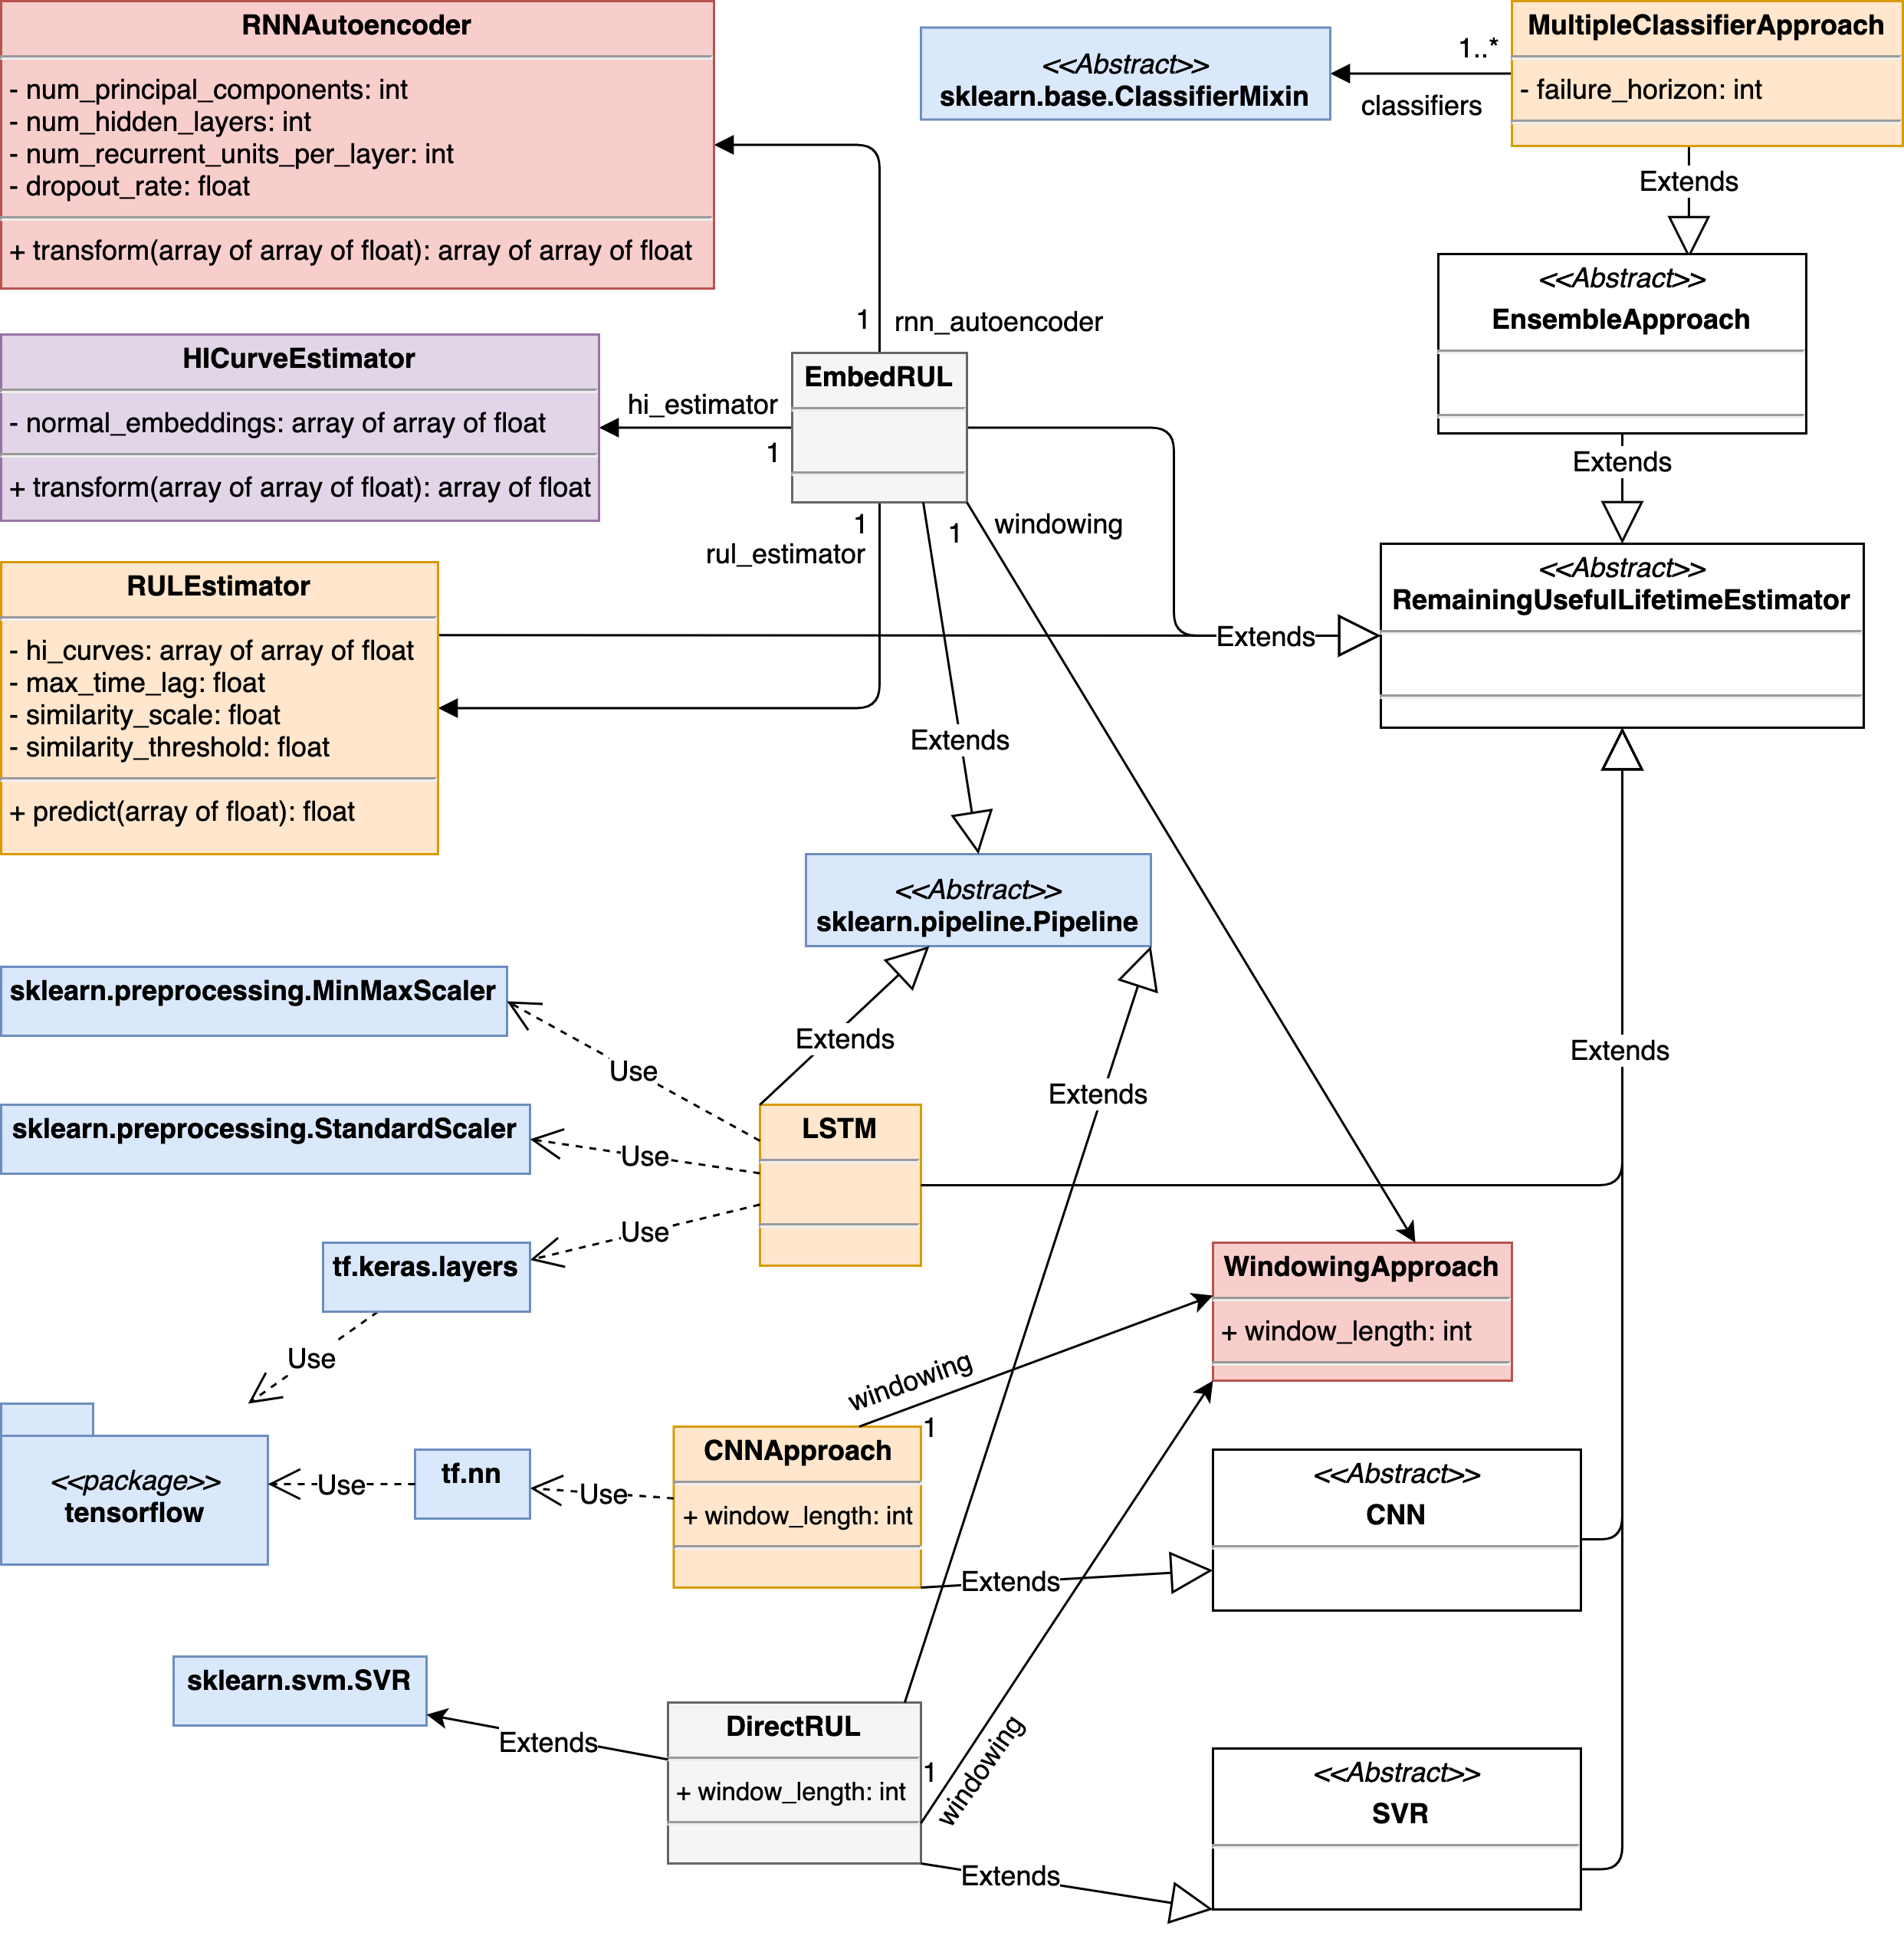 RNNAutoencoder
- num_principal_components: int
- num_hidden_layers: int
- num_recurrent_units_per_layer: int
- dropout_rate: float
+ transform(array of array of float): array of array of float
<<Abstract>>
sklearn.base.ClassifierMixin
1..*
classifiers
MultipleClassifierApproach
- failure_horizon: int
Extends
<<Abstract>>
EnsembleApproach
Extends
1
rnn_autoencoder
HICurveEstimator
- normal_embeddings: array of array of float
+ transform(array of array of float): array of float
hi_estimator
1
EmbedRUL
1
rul_estimator
1
windowing
<<Abstract>>
RemainingUsefulLifetimeEstimator
RULEstimator
- hi_curves: array of array of float
- max_time_lag: float
- similarity_scale: float
- similarity_threshold: float
+ predict(array of float): float
Extends
Extends
<<Abstract>>
sklearn.pipeline.Pipeline
sklearn.preprocessing.MinMaxScaler
Use
Extends
Extends
Extends
sklearn.preprocessing.StandardScaler
Use
LSTM
tf.keras.layers
Use
Use
WindowingApproach
+ window_length: int
windowing
1
<<package>>
tensorflow
Use
tf.nn
Use
CNNApproach
+ window_length: int
Extends
<<Abstract>>
CNN
sklearn.svm.SVR
Extends
DirectRUL
+ window_length: int
1
windowing
Extends
<<Abstract>>
SVR